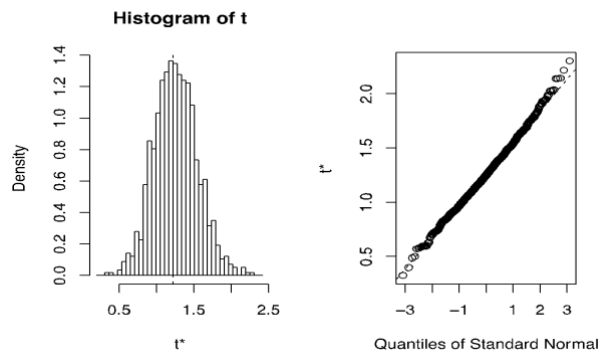 Histogram of t
Density
0.0 0.2 0.4 0.6 0.8 1.0 1.2 1.4
0.5 1.5 2.5
t*
t*
0.5 1.0 1.5 2.0
−3 −1 1 2 3
Quantiles of Standard Normal